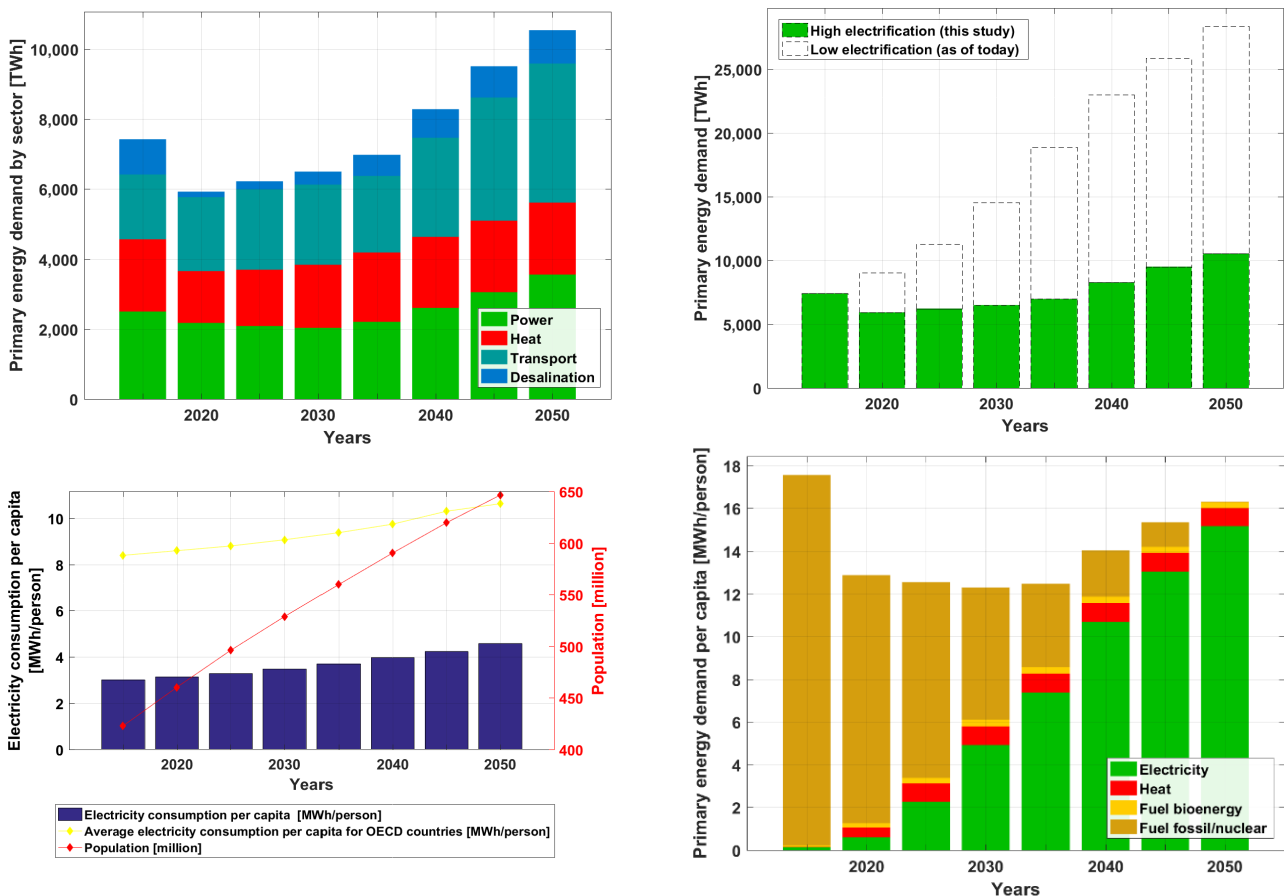 Primary energy demand by sector [TWh]
10,000
8,000
6,000
4,000
2,000
0
Power
Heat
Transport
Desalination
2020
2030
2040
2050
Years
Primary energy demand [TWh]
High electrification (this study)
Low electrification (as of today)
25,000
20,000
15,000
10,000
5,000
0
2020
2030
2040
2050
Years
Electricity consumption per capita
[MWh/person]
10
8
6
4
2
0
650
600
550
500
450
400
Population [million]
2020
2030
2040
2050
Years
Electricity consumption per capita [MWh/person]
Average electricity consumption per capita for OECD countries [MWh/person]
Population [million]
Primary energy demand per capita [MWh/person]
18
16
14
12
10
8
6
4
2
0
Electricity
Heat
Fuel bioenergy
Fuel fossil/nuclear
2020
2030
2040
2050
Years